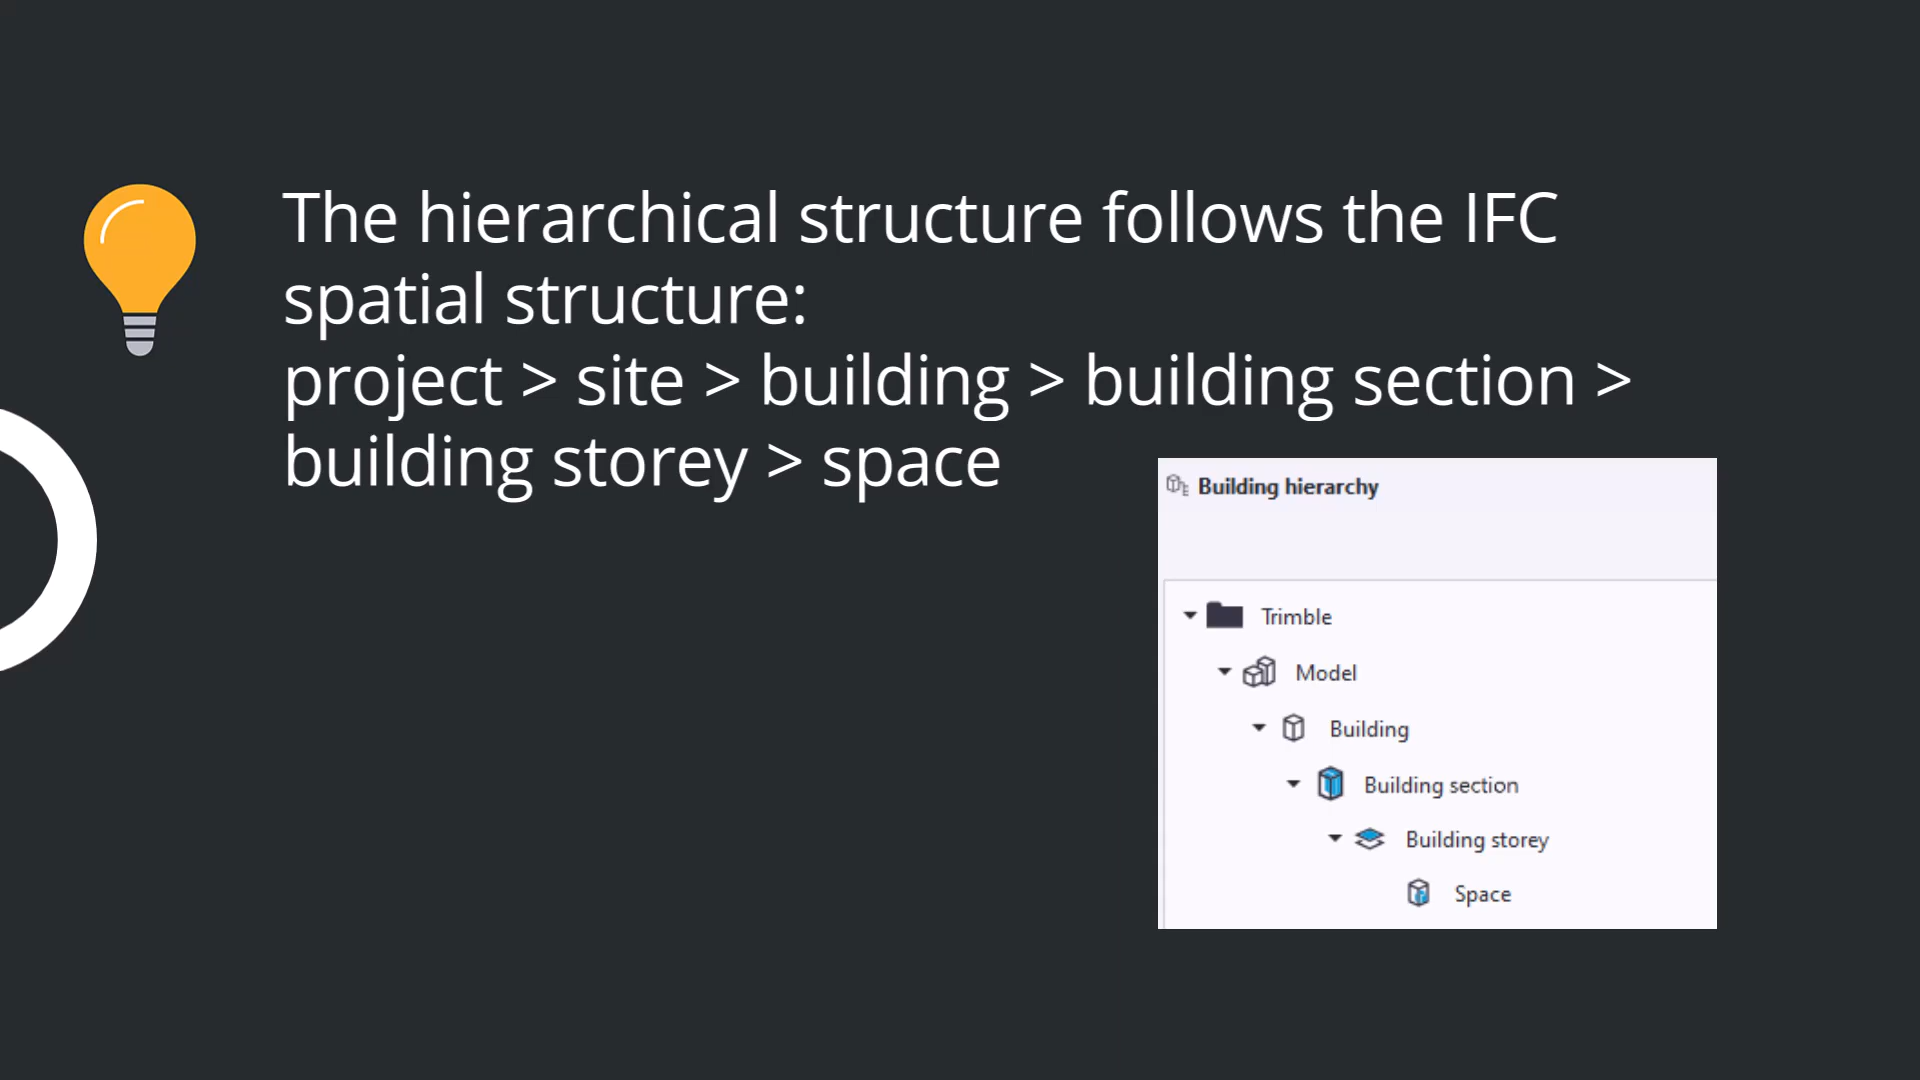 The hierarchical structure follows the IFC
spatial structure:
project > site > building > building section >
building storey > space
Building hierarchy
Trimble
Model
Building
Building section
Building storey
Space